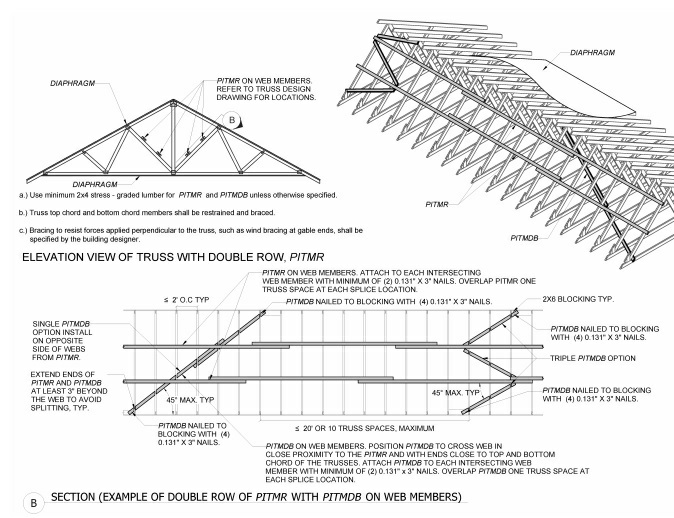 DIAPHRAGM
PITMR ON WEB MEMBERS.
REFER TO TRUSS DESIGN
DRAWING FOR LOCATIONS.
B
DIAPHRAGM
DIAPHRAGM
PITMR
PITMDB
a.) Use minimum 2x4 stress - graded lumber for PITMR and PITMDB unless otherwise specified.
b.) Truss top chord and bottom chord members shall be restrained and braced.
c.) Bracing to resist forces applied perpendicular to the truss, such as wind bracing at gable ends, shall be
specified by the building designer.
ELEVATION VIEW OF TRUSS WITH DOUBLE ROW, PITMR
PITMR ON WEB MEMBERS. ATTACH TO EACH INTERSECTING
WEB MEMBER WITH MINIMUM OF (2) 0.131" X 3" NAILS. OVERLAP PITMR ONE
TRUSS SPACE AT EACH SPLICE LOCATION.
≤ 2' O.C TYP
PITMDB NAILED TO BLOCKING WITH (4) 0.131" X 3" NAILS.
2X6 BLOCKING TYP.
SINGLE PITMDB
OPTION INSTALL
ON OPPOSITE
SIDE OF WEBS
FROM PITMR.
PITMDB NAILED TO BLOCKING
WITH (4) 0.131" X 3" NAILS.
TRIPLE PITMDB OPTION
EXTEND ENDS OF
PITMR AND PITMDB
AT LEAST 3" BEYOND
THE WEB TO AVOID
SPLITTING, TYP.
45° MAX. TYP
45° MAX. TYP
PITMDB NAILED TO BLOCKING
WITH (4) 0.131" X 3" NAILS.
PITMDB NAILED TO
BLOCKING WITH (4)
0.131" X 3" NAILS.
≤ 20' OR 10 TRUSS SPACES, MAXIMUM
PITMDB ON WEB MEMBERS. POSITION PITMDB TO CROSS WEB IN
CLOSE PROXIMITY TO THE PITMR AND WITH ENDS CLOSE TO TOP AND BOTTOM
CHORD OF THE TRUSSES. ATTACH PITMDB TO EACH INTERSECTING WEB
MEMBER WITH MINIMUM OF (2) 0.131" x 3" NAILS. OVERLAP PITMDB ONE TRUSS SPACE AT
EACH SPLICE LOCATION.
B SECTION (EXAMPLE OF DOUBLE ROW OF PITMR WITH PITMDB ON WEB MEMBERS)